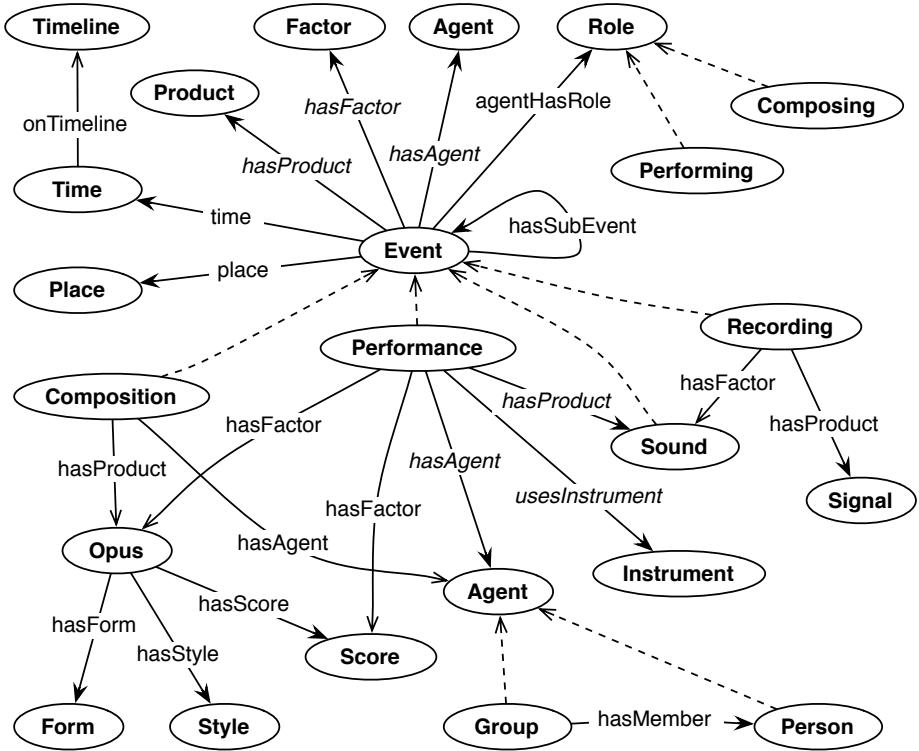 Timeline
Factor
Agent
Role
Product
hasFactor
agentHasRole
Composing
onTimeline
hasProduct
hasAgent
Performing
Time
time
hasSubEvent
Event
place
Place
Recording
Performance
Composition
hasFactor
hasProduct
hasFactor
hasProduct
Sound
hasProduct
hasAgent
usesInstrument
Signal
hasFactor
Opus
hasAgent
Instrument
Agent
hasScore
hasForm
hasStyle
Score
Form
Style
Group
hasMember
Person